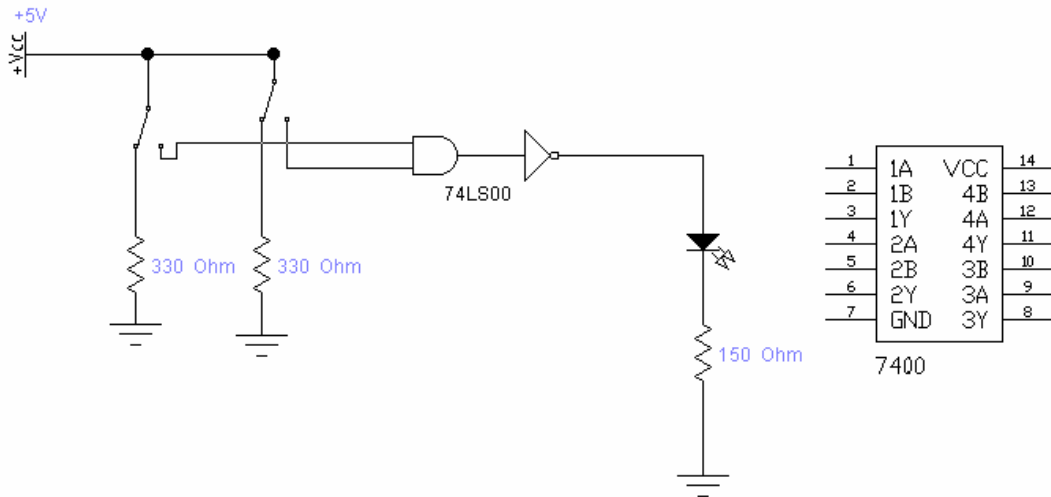 +5V
+Vcc
74LS00
330 Ohm
330 Ohm
150 Ohm
1 1A VCC 14
2 1B 4B 13
3 1Y 4A 12
4 2A 4Y 11
5 2B 3B 10
6 2Y 3A 9
7 GND 3Y 8
7400